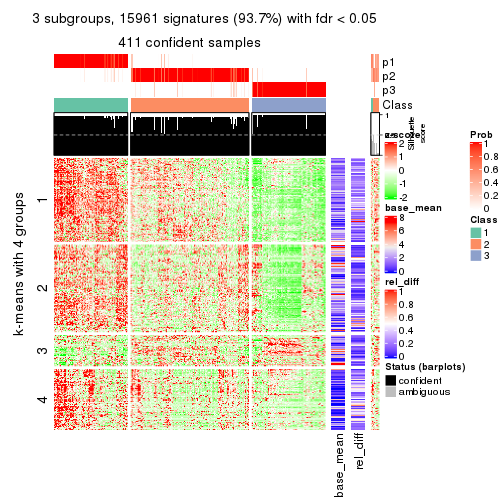 3 subgroups, 15961 signatures (93.7%) with fdr < 0.05
411 confident samples
p1
p2
p3
Class
1
Silhouette
score
z-score
2
1
0
-1
-2
Prob
1
0.8
0.6
0.4
0.2
0
base_mean
8
6
4
2
0
Class
1
2
3
rel_diff
1
0.8
0.6
0.4
0.2
0
Status (barplots)
confident
ambiguous
k-means with 4 groups
1
2
3
4
base_mean
rel_diff